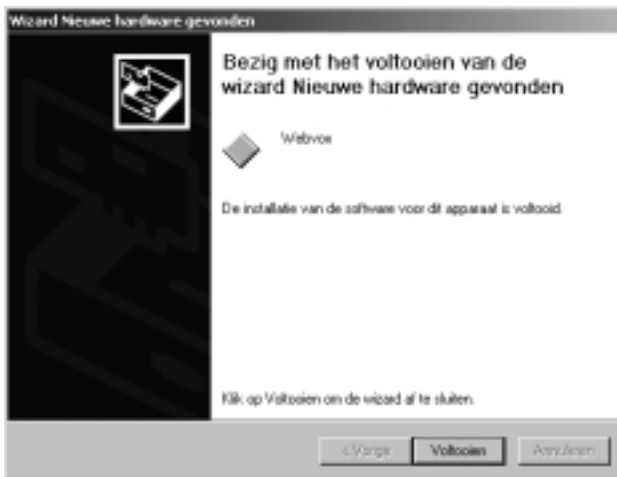 Wizard Nieuwe hardware gevonden
Bezig met het voltooien van de
wizard Nieuwe hardware gevonden
Webvox
De installatie van de software voor dit apparaat is voltooid.
Klik op Voltooien om de wizard af te sluiten.
< Vorige
Voltooien
Annuleren